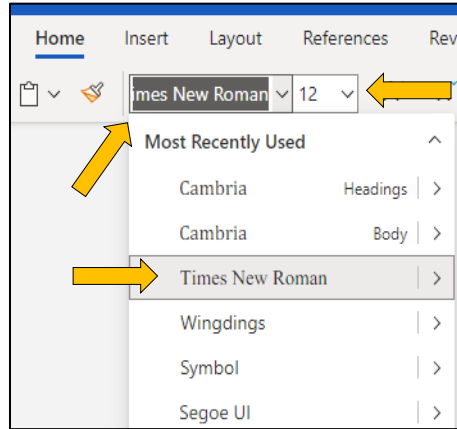 Home Insert Layout References Rev
imes New Roman 12
Most Recently Used
Cambria Headings
Cambria Body
Times New Roman
Wingdings
Symbol
Segoe UI